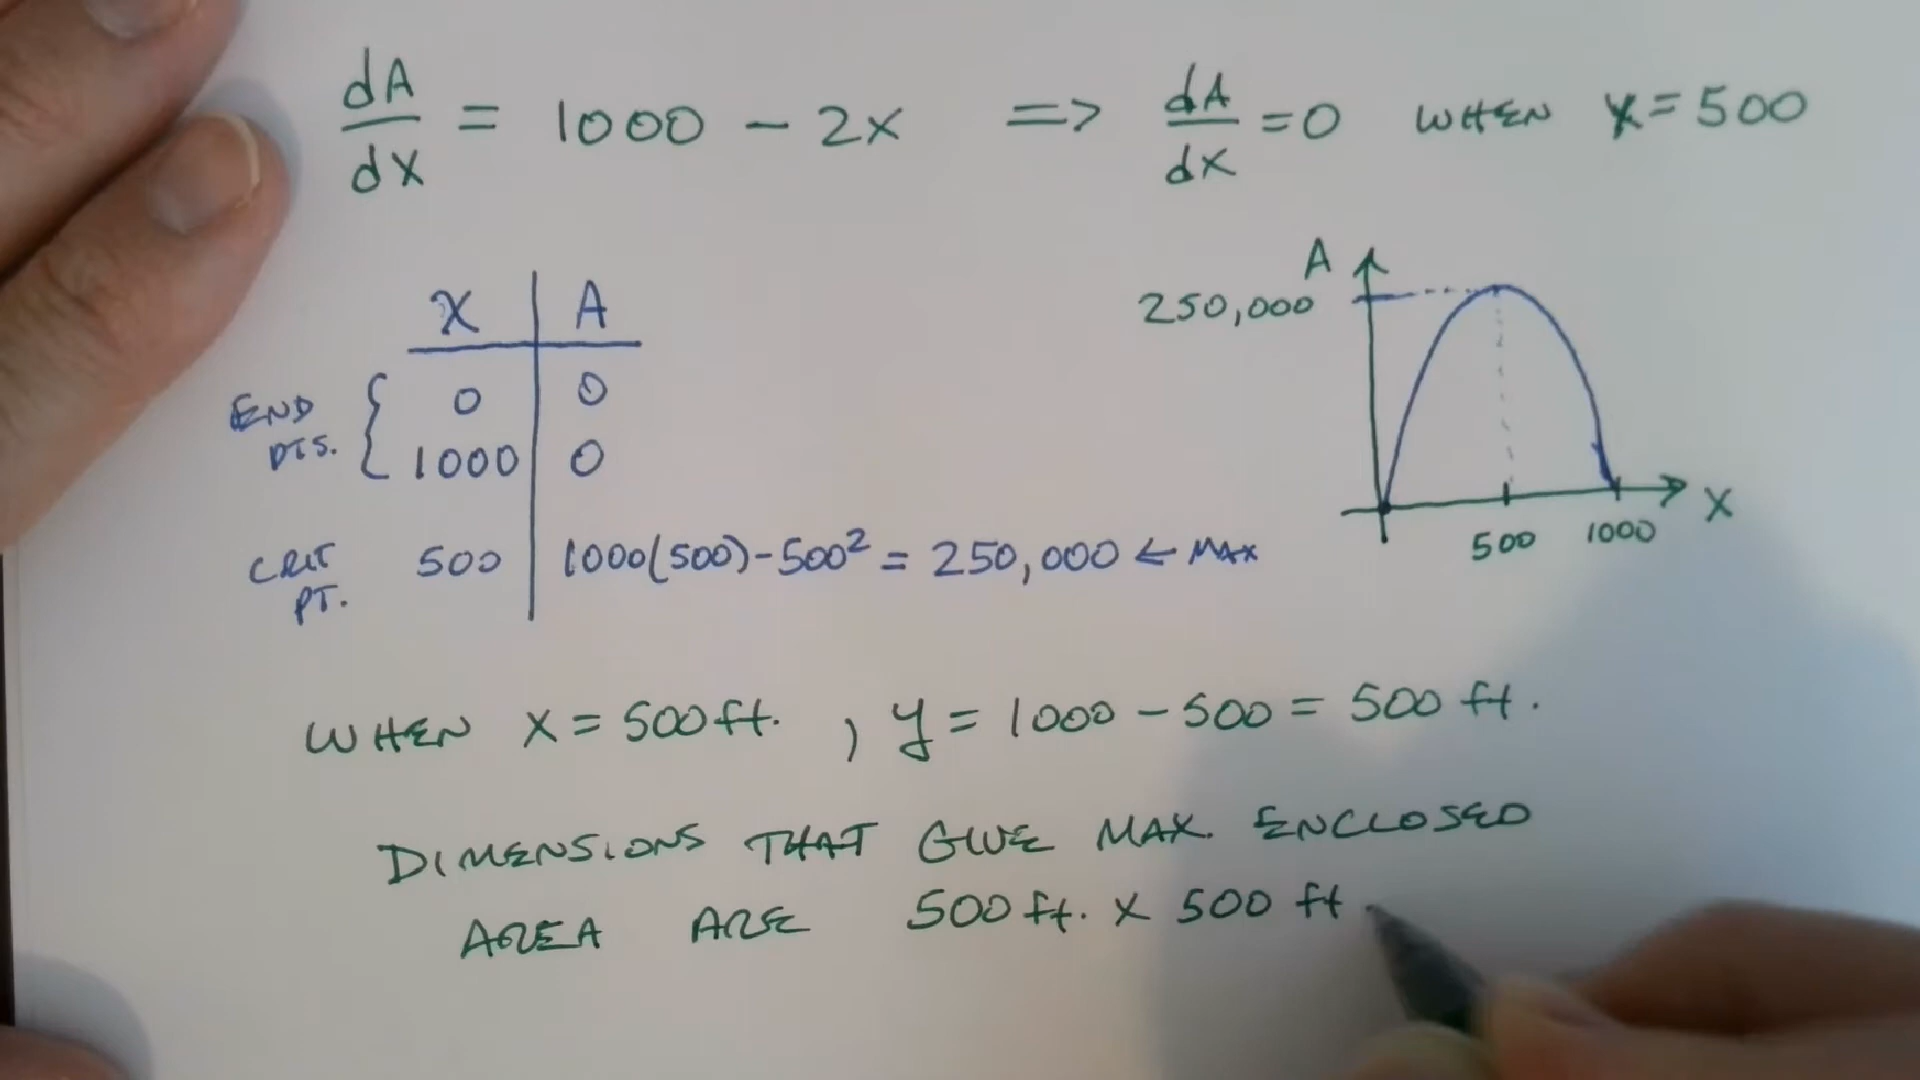 dA/dx = 1000 - 2x => dA/dx = 0 WHEN x = 500
x | A
END PTS. { 0 | 0
1000 | 0
CRIT PT. 500 | 1000(500) - 500² = 250,000 ← MAX
A
250,000
500 1000 X
WHEN X = 500 ft. , y = 1000 - 500 = 500 ft.
DIMENSIONS THAT GIVE MAX. ENCLOSED
AREA ARE 500 ft. X 500 ft.